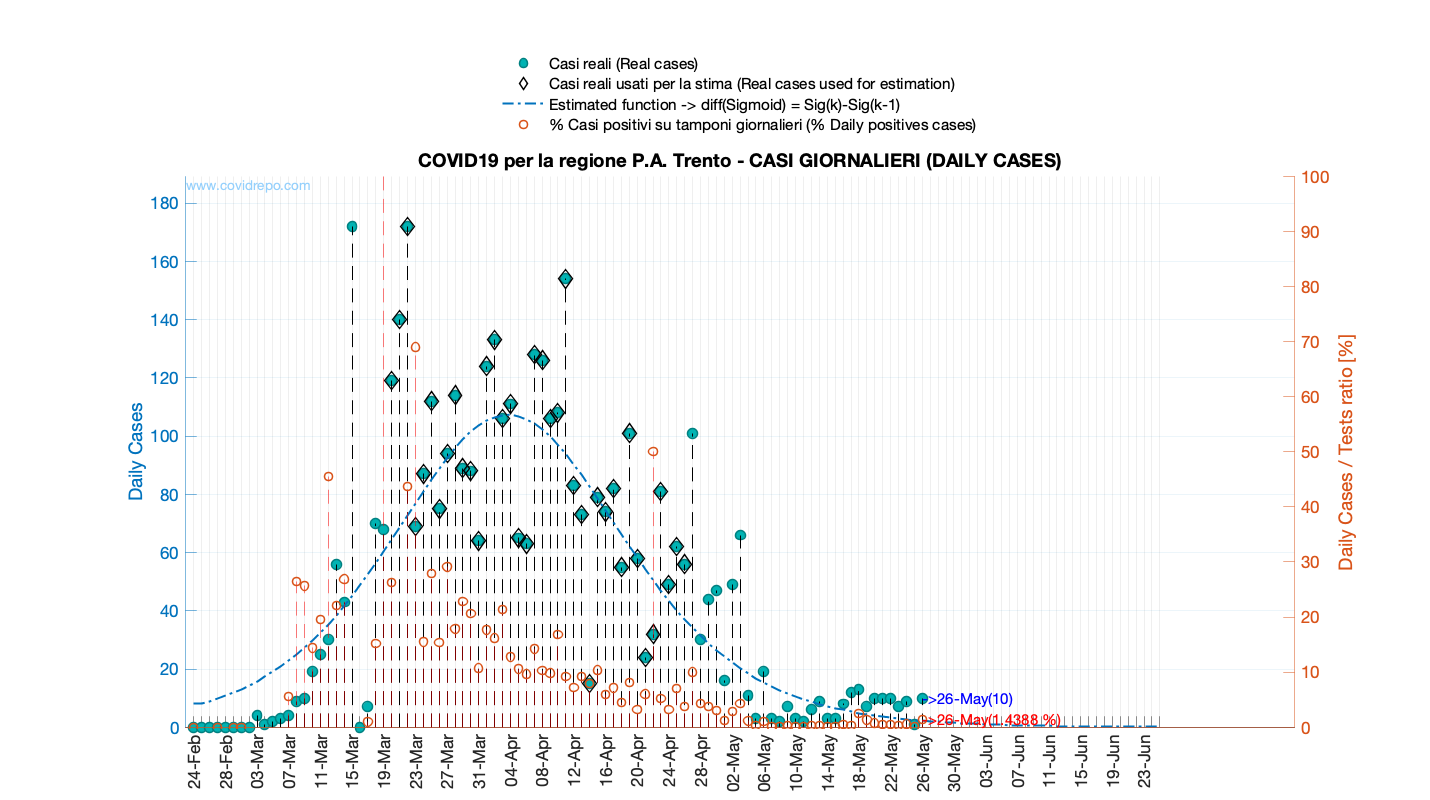 Casi reali (Real cases)
Casi reali usati per la stima (Real cases used for estimation)
Estimated function -> diff(Sigmoid) = Sig(k)-Sig(k-1)
% Casi positivi su tamponi giornalieri (% Daily positives cases)
COVID19 per la regione P.A. Trento - CASI GIORNALIERI (DAILY CASES)
www.covidrepo.com
Daily Cases
180
160
140
120
100
80
60
40
20
0
100
90
80
70
60
50
40
30
20
10
0
Daily Cases / Tests ratio [%]
->26-May(10)
->26-May(1.4388 %)
24-Feb
28-Feb
03-Mar
07-Mar
11-Mar
15-Mar
19-Mar
23-Mar
27-Mar
31-Mar
04-Apr
08-Apr
12-Apr
16-Apr
20-Apr
24-Apr
28-Apr
02-May
06-May
10-May
14-May
18-May
22-May
26-May
30-May
03-Jun
07-Jun
11-Jun
15-Jun
19-Jun
23-Jun